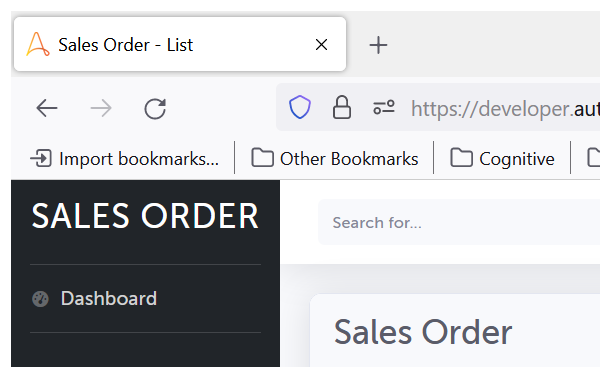 Sales Order - List
https://developer.aut
Import bookmarks...
Other Bookmarks
Cognitive
SALES ORDER
Search for...
Dashboard
Sales Order